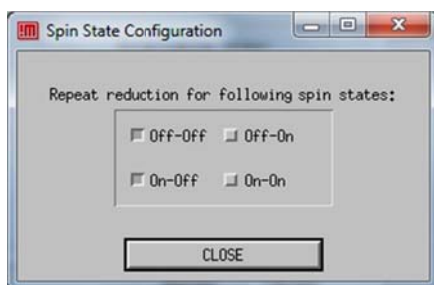 Spin State Configuration
Repeat reduction for following spin states:
Off-Off Off-On
On-Off On-On
CLOSE